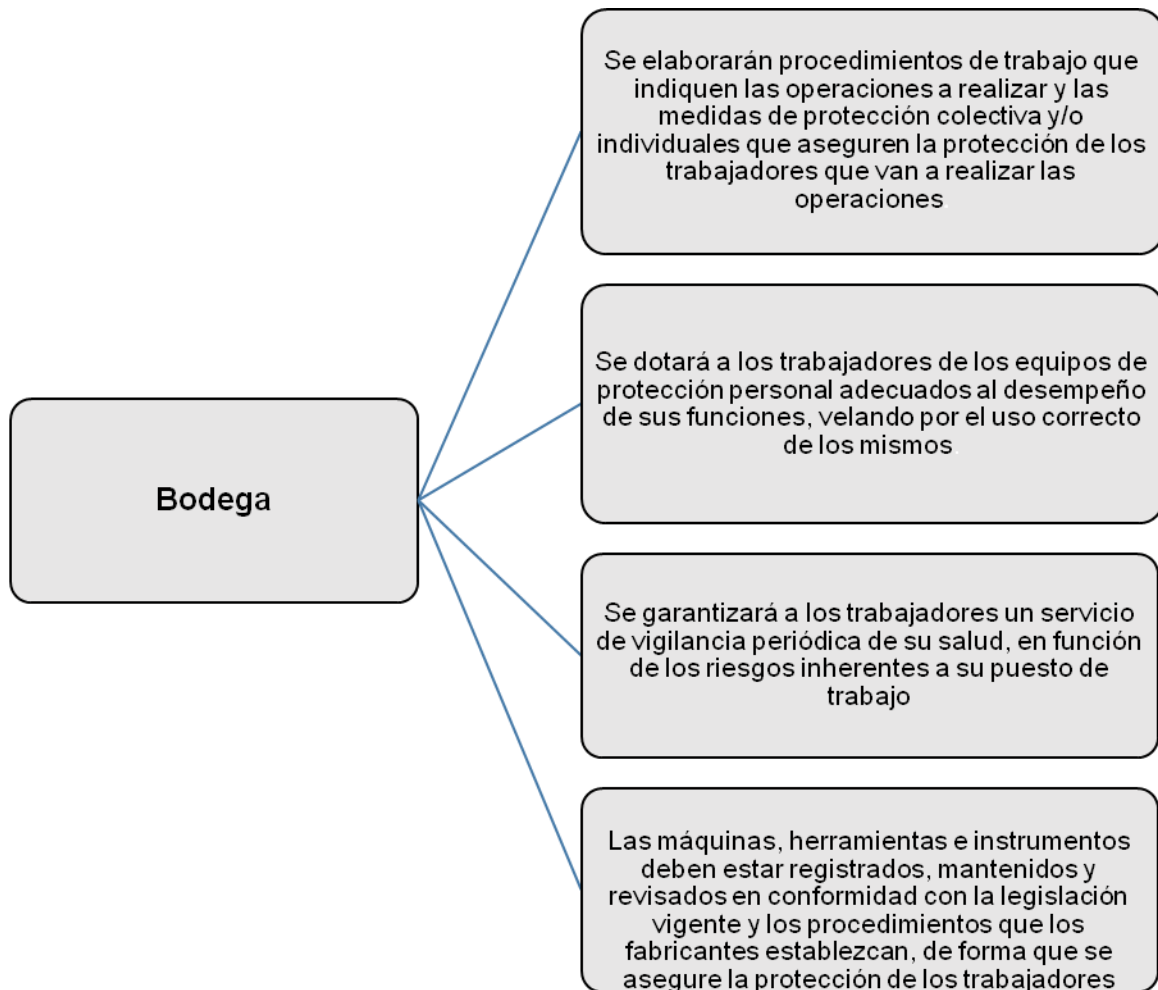 Bodega
Se elaborarán procedimientos de trabajo que
indiquen las operaciones a realizar y las
medidas de protección colectiva y/o
individuales que aseguren la protección de los
trabajadores que van a realizar las
operaciones.
Se dotará a los trabajadores de los equipos de
protección personal adecuados al desempeño
de sus funciones, velando por el uso correcto
de los mismos.
Se garantizará a los trabajadores un servicio
de vigilancia periódica de su salud, en función
de los riesgos inherentes a su puesto de
trabajo
Las máquinas, herramientas e instrumentos
deben estar registrados, mantenidos y
revisados en conformidad con la legislación
vigente y los procedimientos que los
fabricantes establezcan, de forma que se
asegure la protección de los trabajadores